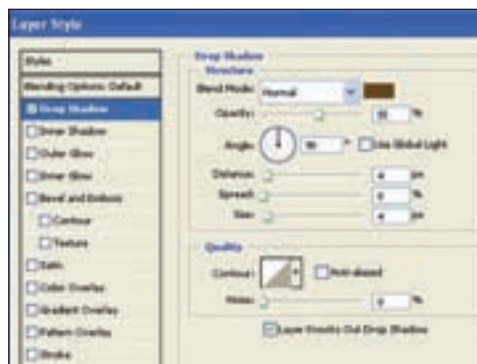 Layer Style
Styles
Blending Options: Default
Drop Shadow
Inner Shadow
Outer Glow
Inner Glow
Bevel and Emboss
Contour
Texture
Satin
Color Overlay
Gradient Overlay
Pattern Overlay
Stroke
Drop Shadow
Structure
Blend Mode: Normal
Opacity: %
Angle: 90 ° Use Global Light
Distance: px
Spread: %
Size: px
Quality
Contour: Anti-aliased
Noise: 0 %
Layer Knocks Out Drop Shadow